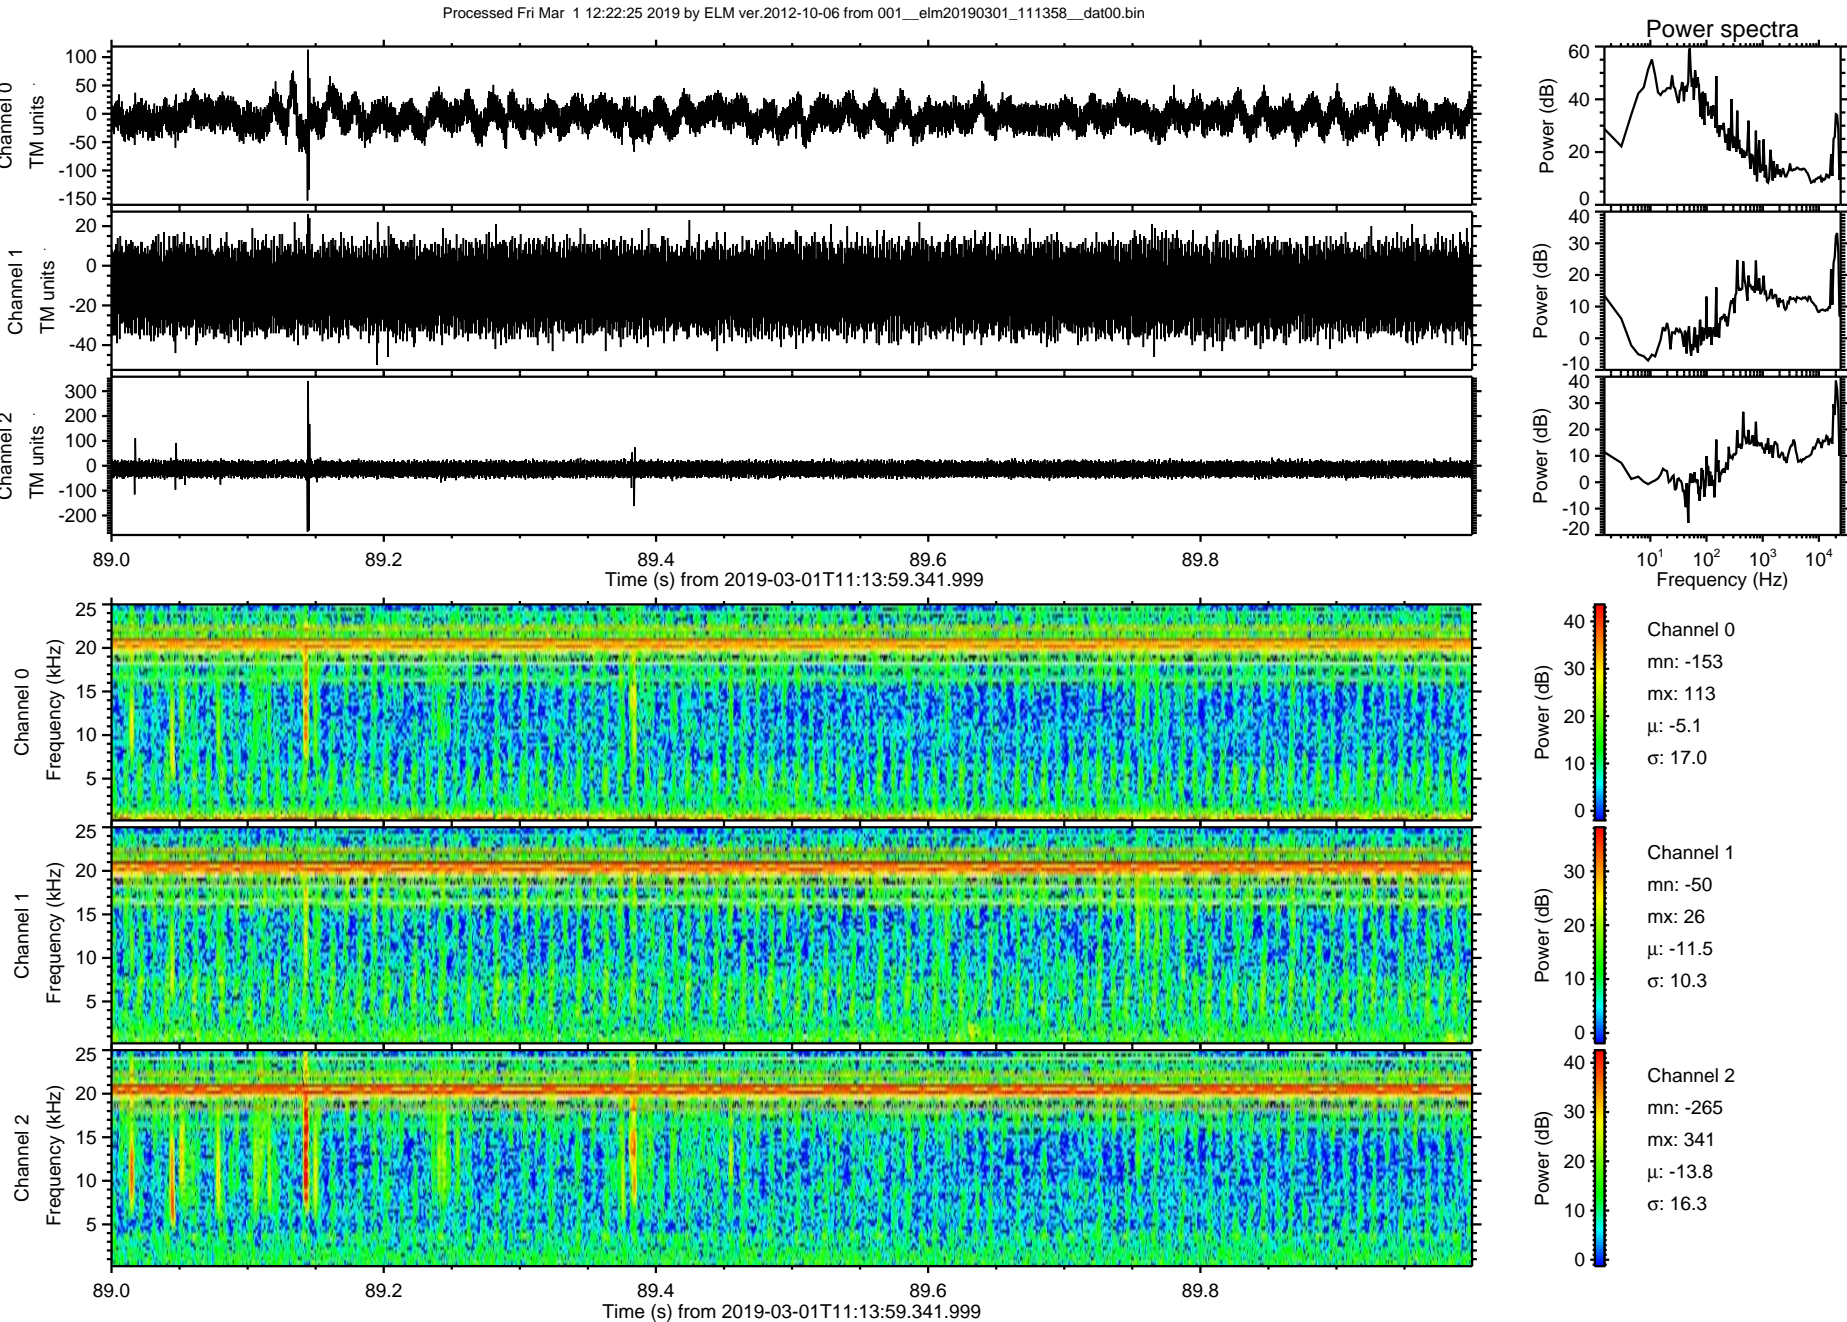 Processed Fri Mar  1 12:22:25 2019 by ELM ver.2012-10-06 from 001__elm20190301_111358__dat00.bin
Power spectra
Channel 0
TM units
100
50
0
-50
-100
-150
Power (dB)
60
40
20
0
Channel 1
TM units
20
0
-20
-40
Power (dB)
40
30
20
10
0
-10
Channel 2
TM units
300
200
100
0
-100
-200
Power (dB)
40
30
20
10
0
-10
-20
89.0 89.2 89.4 89.6 89.8
Time (s) from 2019-03-01T11:13:59.341.999
10^1 10^2 10^3 10^4
Frequency (Hz)
Channel 0
Frequency (kHz)
25
20
15
10
5
Power (dB)
40
30
20
10
0
Channel 0
mn: -153
mx: 113
μ: -5.1
σ: 17.0
Channel 1
Frequency (kHz)
25
20
15
10
5
Power (dB)
30
20
10
0
Channel 1
mn: -50
mx: 26
μ: -11.5
σ: 10.3
Channel 2
Frequency (kHz)
25
20
15
10
5
Power (dB)
40
30
20
10
0
Channel 2
mn: -265
mx: 341
μ: -13.8
σ: 16.3
89.0 89.2 89.4 89.6 89.8
Time (s) from 2019-03-01T11:13:59.341.999